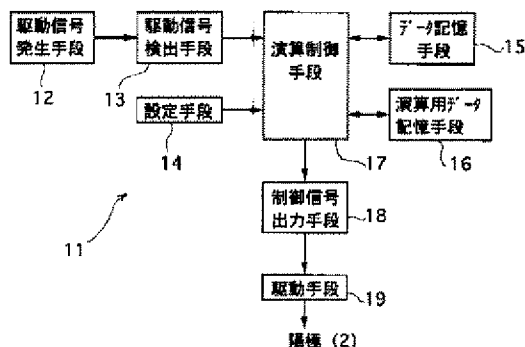 駆動信号
発生手段
12
駆動信号
検出手段
13
設定手段
14
演算制御
手段
17
データ記憶
手段
15
演算用データ
記憶手段
16
制御信号
出力手段
18
駆動手段
19
陽極 (2)
11